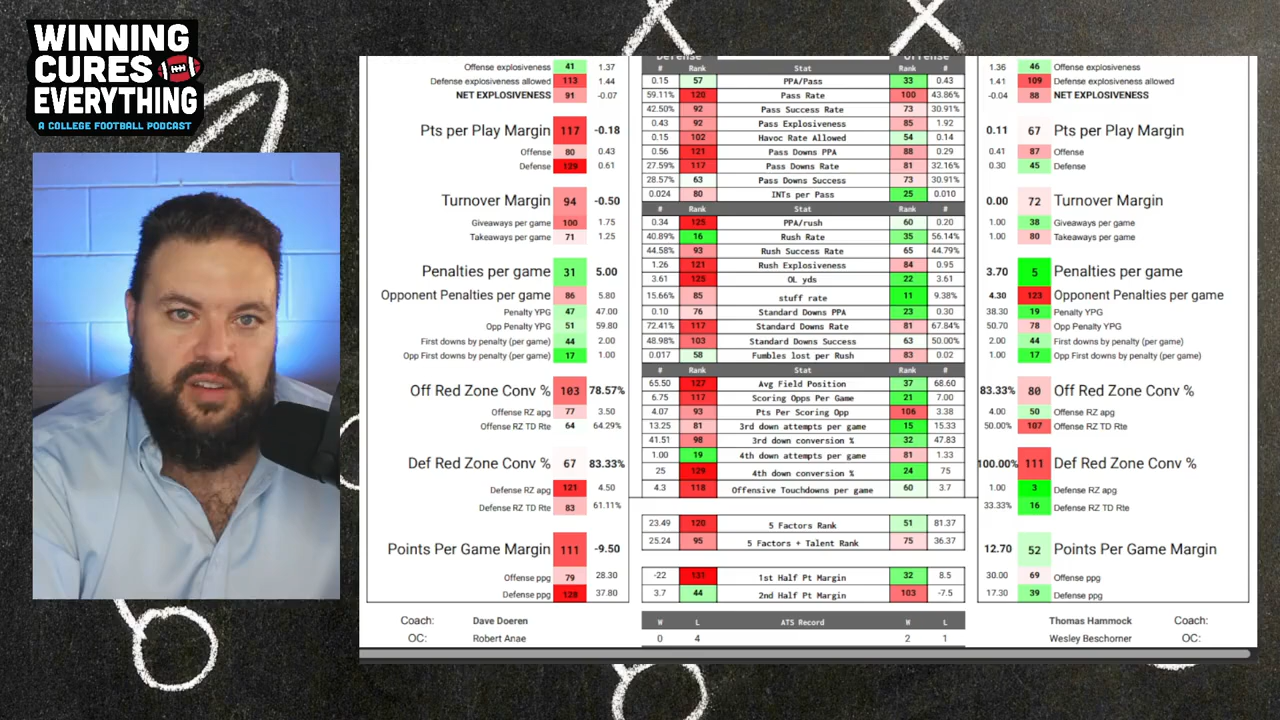 WINNING
CURES
EVERYTHING
A COLLEGE FOOTBALL PODCAST
Offense explosiveness 41 1.37
Defense explosiveness allowed 113 1.44
NET EXPLOSIVENESS 91 -0.07
Pts per Play Margin 117 -0.18
Offense 80 0.43
Defense 129 0.61
Turnover Margin 94 -0.50
Giveaways per game 100 1.75
Takeaways per game 71 1.25
Penalties per game 31 5.00
Opponent Penalties per game 86 5.80
Penalty YPG 47 47.00
Opp Penalty YPG 51 59.80
First downs by penalty (per game) 44 2.00
Opp First downs by penalty (per game) 17 1.00
Off Red Zone Conv % 103 78.57%
Offense RZ apg 77 3.50
Offense RZ TD Rte 64 64.29%
Def Red Zone Conv % 67 83.33%
Defense RZ apg 121 4.50
Defense RZ TD Rte 83 61.11%
Points Per Game Margin 111 -9.50
Offense ppg 79 28.30
Defense ppg 128 37.80
Coach: Dave Doeren
OC: Robert Anae
Defense Offense
# Rank Stat Rank #
0.15 57 PPA/Pass 33 0.43
59.11% 120 Pass Rate 100 43.86%
42.50% 92 Pass Success Rate 73 30.91%
0.43 92 Pass Explosiveness 85 1.92
0.15 102 Havoc Rate Allowed 54 0.14
0.56 121 Pass Downs PPA 88 0.29
27.59% 117 Pass Downs Rate 81 32.16%
28.57% 63 Pass Downs Success 73 30.91%
0.024 80 INTs per Pass 25 0.010
# Rank Stat Rank #
0.34 125 PPA/rush 60 0.20
40.89% 16 Rush Rate 35 56.14%
44.58% 93 Rush Success Rate 65 44.79%
1.26 121 Rush Explosiveness 84 0.95
3.61 125 OL yds 22 3.61
15.66% 85 stuff rate 11 9.38%
0.10 76 Standard Downs PPA 23 0.30
72.41% 117 Standard Downs Rate 81 67.84%
48.98% 103 Standard Downs Success 63 50.00%
0.017 58 Fumbles lost per Rush 83 0.02
# Rank Stat Rank #
65.50 127 Avg Field Position 37 68.60
6.75 117 Scoring Opps Per Game 21 7.00
4.07 93 Pts Per Scoring Opp 106 3.38
13.25 81 3rd down attempts per game 15 15.33
41.51 98 3rd down conversion % 32 47.83
1.00 19 4th down attempts per game 81 1.33
25 129 4th down conversion % 24 75
4.3 118 Offensive Touchdowns per game 60 3.7
23.49 120 5 Factors Rank 51 81.37
25.24 95 5 Factors + Talent Rank 75 36.37
-22 131 1st Half Pt Margin 32 8.5
3.7 44 2nd Half Pt Margin 103 -7.5
W L ATS Record W L
0 4 2 1
1.36 46 Offense explosiveness
1.41 109 Defense explosiveness allowed
-0.04 88 NET EXPLOSIVENESS
0.11 67 Pts per Play Margin
0.41 87 Offense
0.30 45 Defense
0.00 72 Turnover Margin
1.00 38 Giveaways per game
1.00 80 Takeaways per game
3.70 5 Penalties per game
4.30 123 Opponent Penalties per game
38.30 19 Penalty YPG
50.70 78 Opp Penalty YPG
2.00 44 First downs by penalty (per game)
1.00 17 Opp First downs by penalty (per game)
83.33% 80 Off Red Zone Conv %
4.00 50 Offense RZ apg
50.00% 107 Offense RZ TD Rte
100.00% 111 Def Red Zone Conv %
1.00 3 Defense RZ apg
33.33% 16 Defense RZ TD Rte
12.70 52 Points Per Game Margin
30.00 69 Offense ppg
17.30 39 Defense ppg
Thomas Hammock Coach:
Wesley Beschorner OC: